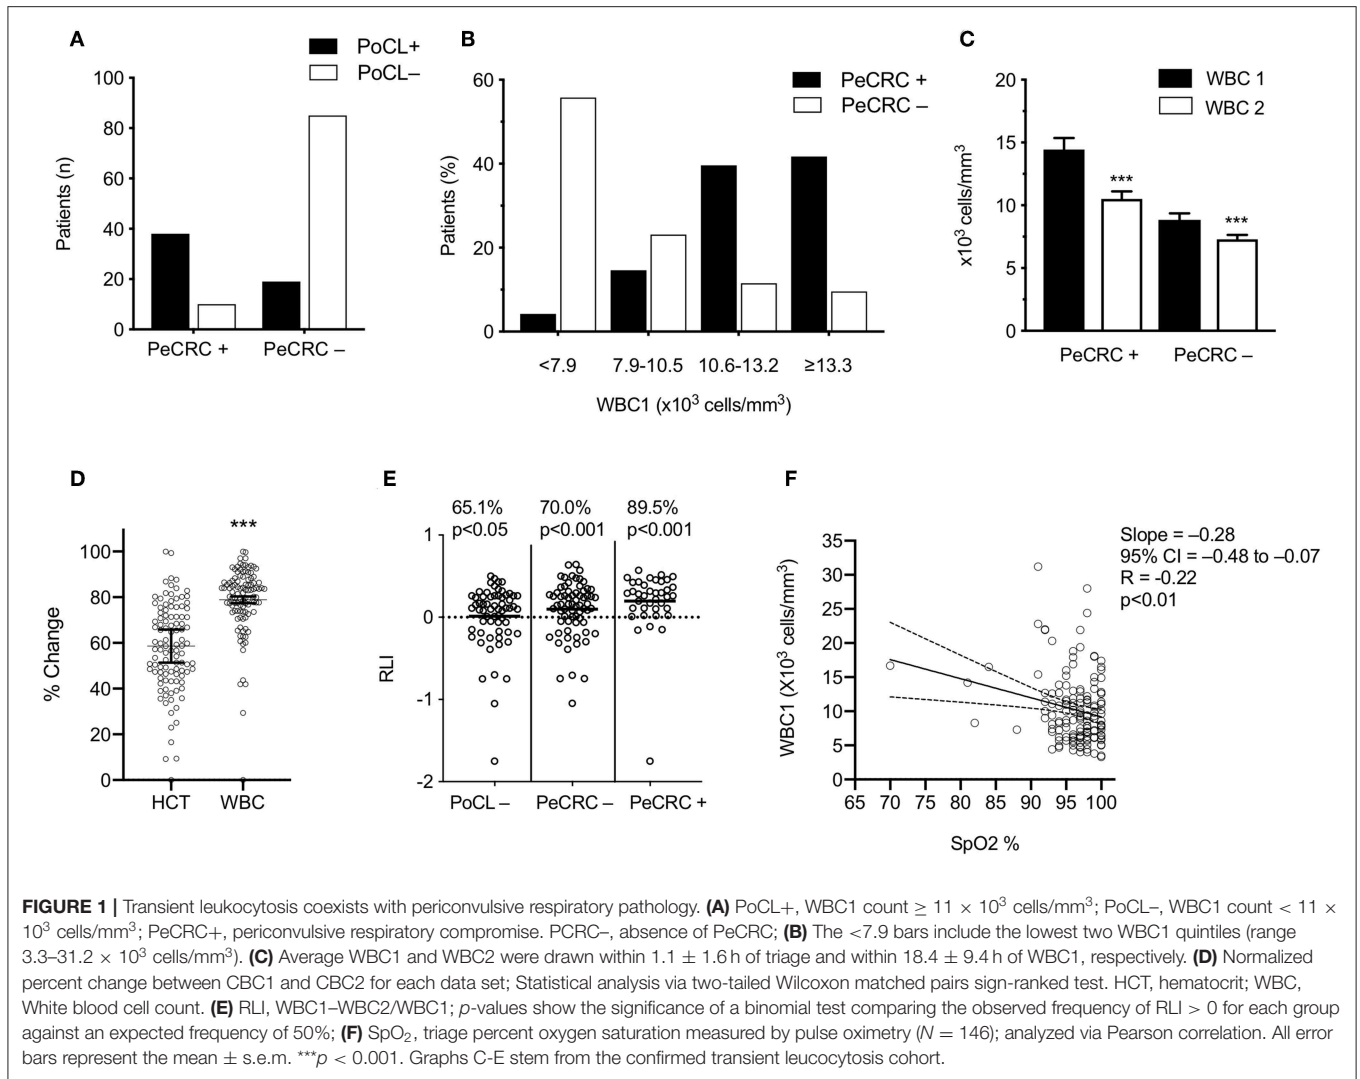 A
PoCL+
PoCL–
Patients (n)
100
80
60
40
20
0
PeCRC +
PeCRC –
B
PeCRC +
PeCRC –
Patients (%)
60
40
20
0
<7.9
7.9-10.5
10.6-13.2
≥13.3
WBC1 (x10³ cells/mm³)
C
WBC 1
WBC 2
x10³ cells/mm³
20
15
10
5
0
***
***
PeCRC +
PeCRC –
D
***
% Change
100
80
60
40
20
0
HCT
WBC
E
65.1%
p<0.05
70.0%
p<0.001
89.5%
p<0.001
RLI
1
0
-1
-2
PoCL –
PeCRC –
PeCRC +
F
Slope = –0.28
95% CI = –0.48 to –0.07
R = -0.22
p<0.01
WBC1 (X10³ cells/mm³)
35
30
25
20
15
10
5
0
65 70 75 80 85 90 95 100
SpO2 %
FIGURE 1 | Transient leukocytosis coexists with periconvulsive respiratory pathology. (A) PoCL+, WBC1 count ≥ 11 × 10³ cells/mm³; PoCL–, WBC1 count < 11 ×
10³ cells/mm³; PeCRC+, periconvulsive respiratory compromise. PCRC–, absence of PeCRC; (B) The <7.9 bars include the lowest two WBC1 quintiles (range
3.3–31.2 × 10³ cells/mm³). (C) Average WBC1 and WBC2 were drawn within 1.1 ± 1.6 h of triage and within 18.4 ± 9.4 h of WBC1, respectively. (D) Normalized
percent change between CBC1 and CBC2 for each data set; Statistical analysis via two-tailed Wilcoxon matched pairs sign-ranked test. HCT, hematocrit; WBC,
White blood cell count. (E) RLI, WBC1–WBC2/WBC1; p-values show the significance of a binomial test comparing the observed frequency of RLI > 0 for each group
against an expected frequency of 50%; (F) SpO₂, triage percent oxygen saturation measured by pulse oximetry (N = 146); analyzed via Pearson correlation. All error
bars represent the mean ± s.e.m. ***p < 0.001. Graphs C-E stem from the confirmed transient leucocytosis cohort.